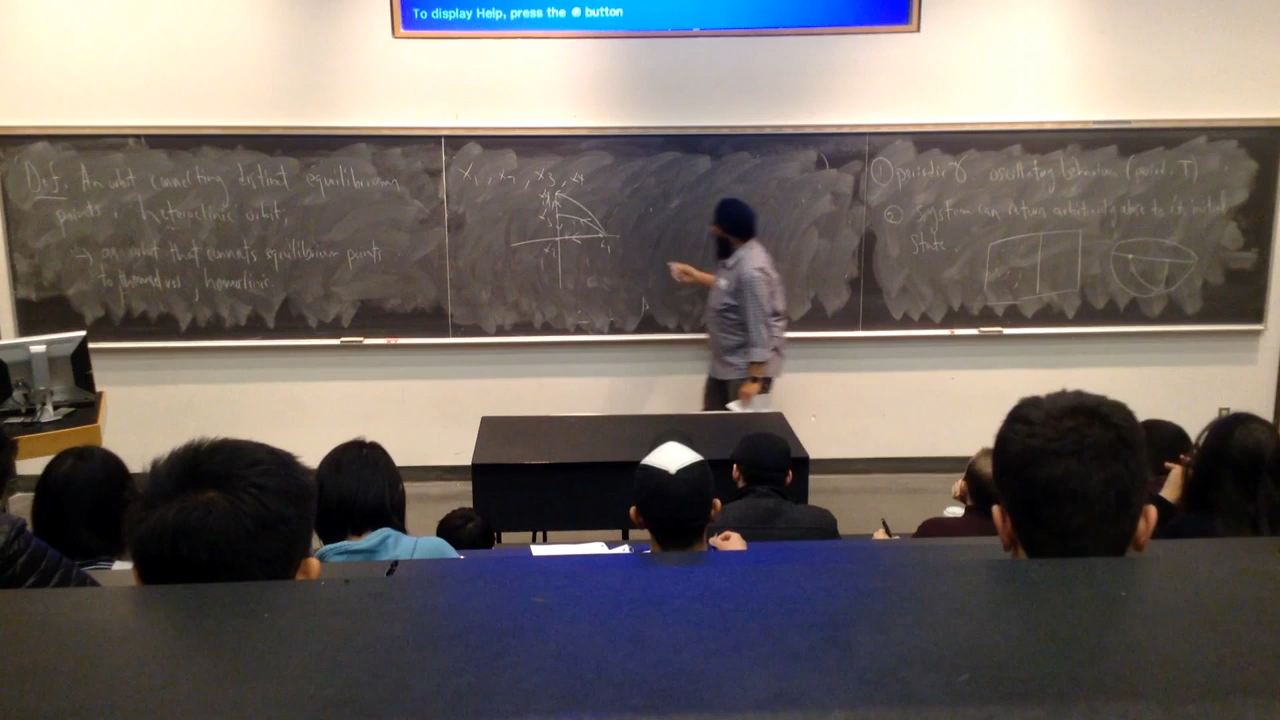 To display Help, press the button
Def. An orbit connecting distinct equilibrium
points, heteroclinic orbit.
→ an orbit that connects equilibrium points
to themselves, homoclinic.
x₁, x₂, x₃, x₄
① periodic oscillating behaviour (period T)
② System can return arbitrarily close to its initial
state.